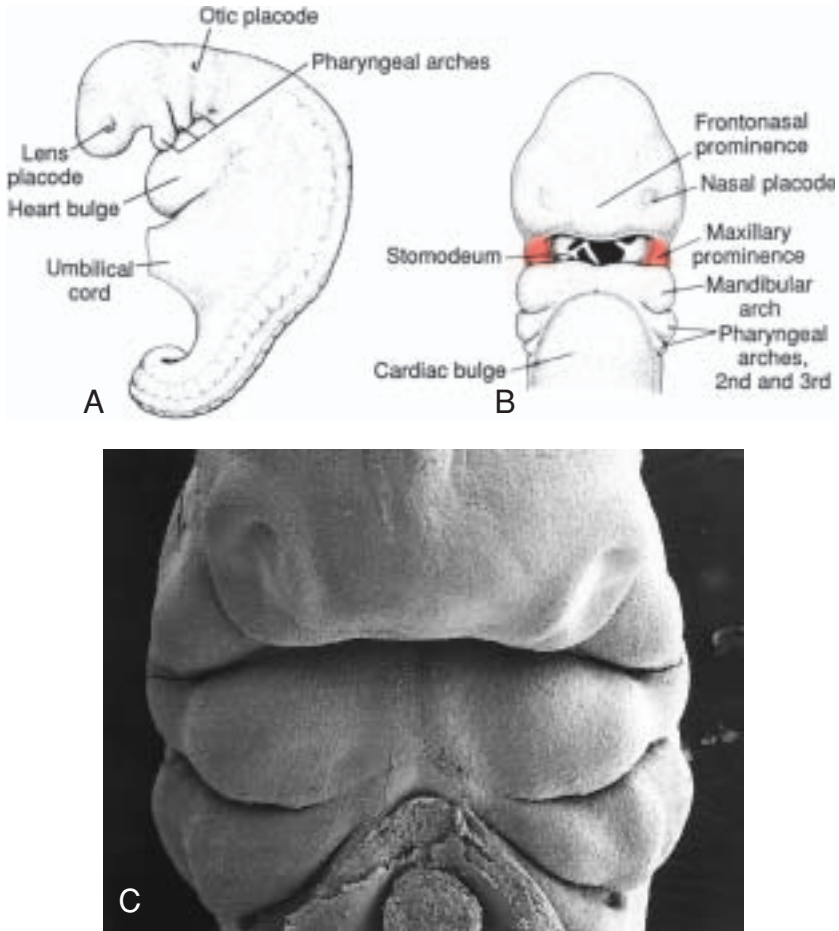 Otic placode
Pharyngeal arches
Lens
placode
Heart bulge
Umbilical
cord
A
Frontonasal
prominence
Nasal placode
Stomodeum
Maxillary
prominence
Mandibular
arch
Pharyngeal
arches,
2nd and 3rd
Cardiac bulge
B
C